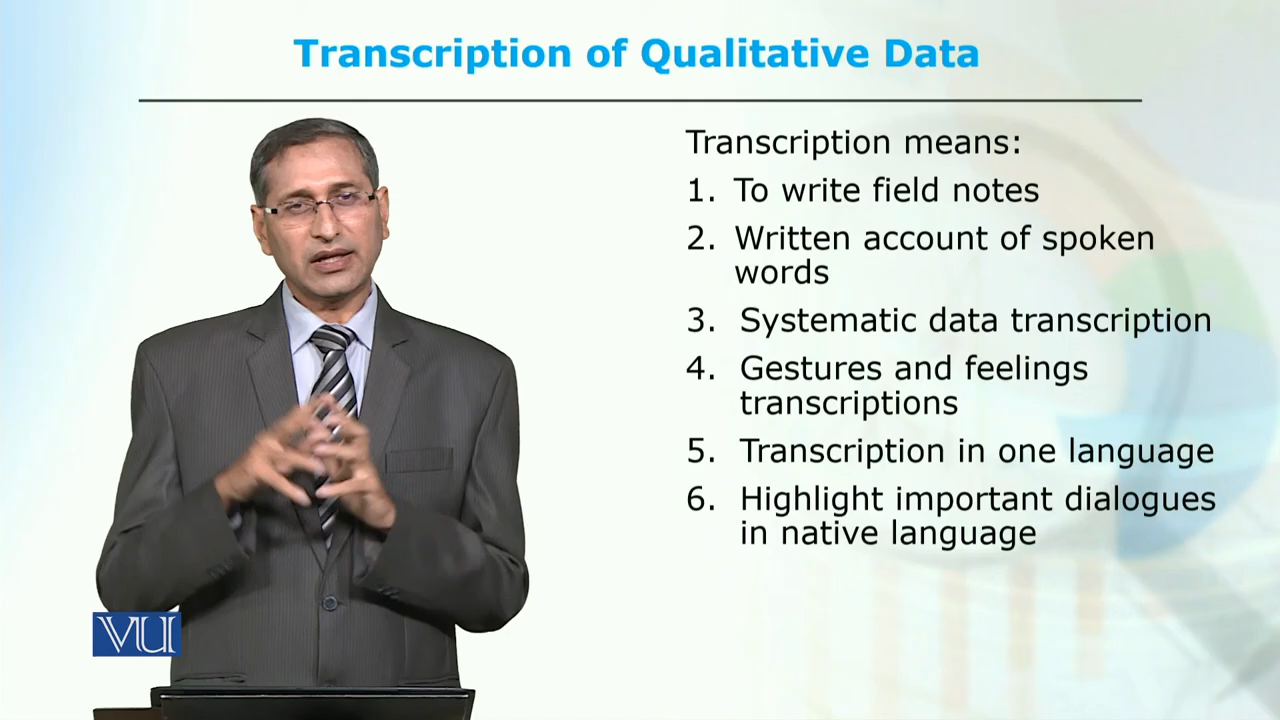 Transcription of Qualitative Data
Transcription means:
1. To write field notes
2. Written account of spoken
words
3. Systematic data transcription
4. Gestures and feelings
transcriptions
5. Transcription in one language
6. Highlight important dialogues
in native language
VU